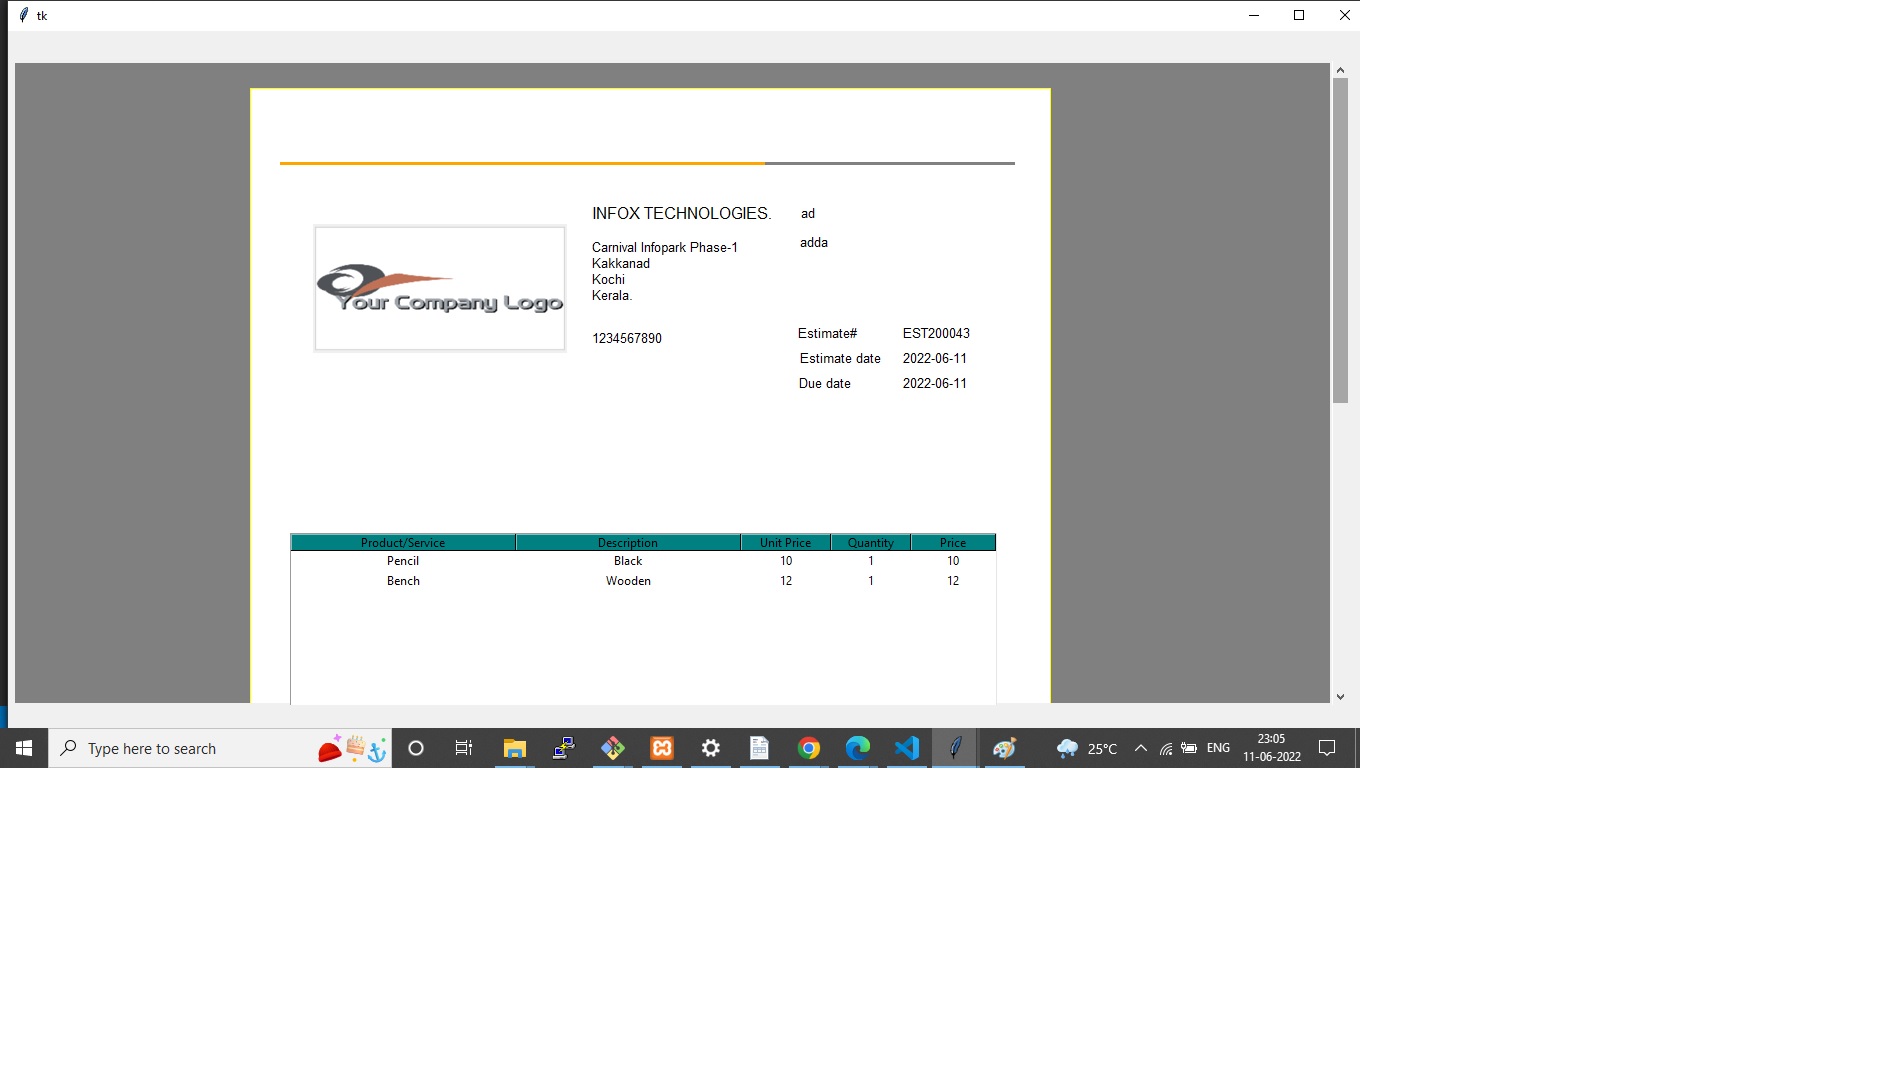 tk
INFOX TECHNOLOGIES.
ad
adda
Carnival Infopark Phase-1
Kakkanad
Kochi
Kerala.
Your Company Logo
1234567890
Estimate# EST200043
Estimate date 2022-06-11
Due date 2022-06-11
Product/Service Description Unit Price Quantity Price
Pencil Black 10 1 10
Bench Wooden 12 1 12
Type here to search
25°C
ENG
23:05
11-06-2022